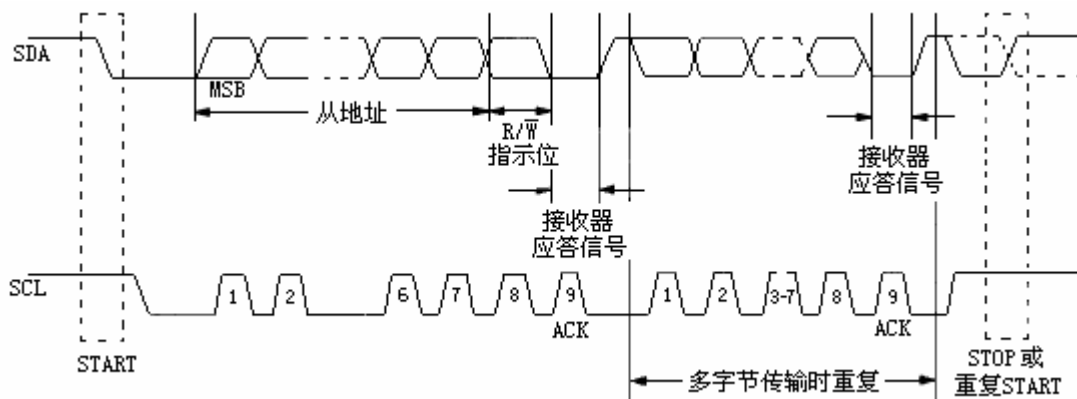 SDA
MSB
从地址
R/W̅
指示位
接收器
应答信号
接收器
应答信号
SCL
1
2
6
7
8
9
1
2
3-7
8
9
ACK
ACK
START
多字节传输时重复
STOP或
重复START